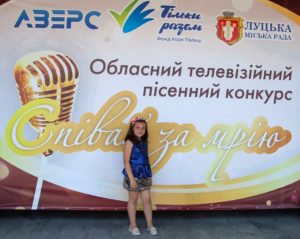 АВЕРС
Тільки
разом
Фонд Ігоря Палиці
ЛУЦЬКА
МІСЬКА РАДА
Обласний телевізійний
пісенний конкурс
Співай за мрію